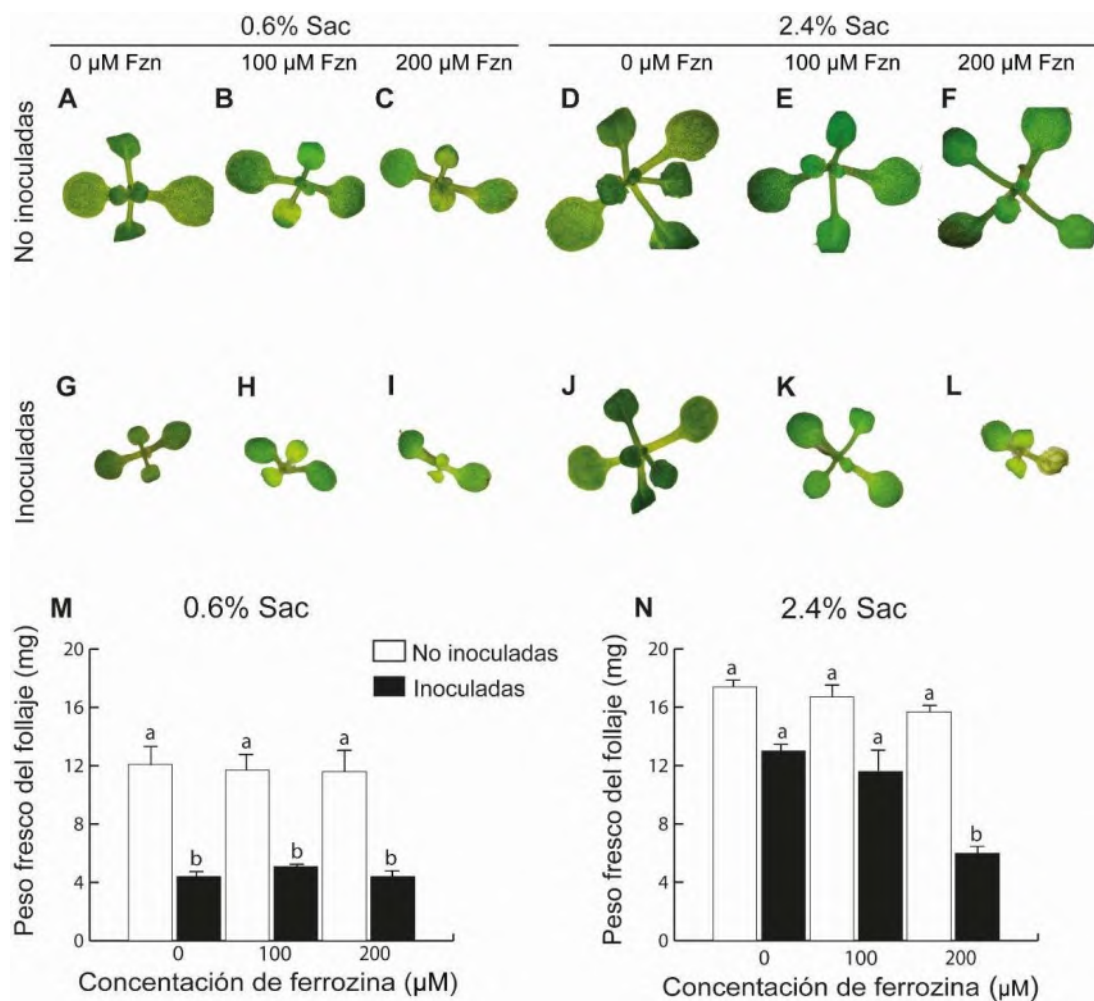 0.6% Sac 2.4% Sac
0 µM Fzn 100 µM Fzn 200 µM Fzn 0 µM Fzn 100 µM Fzn 200 µM Fzn
A B C D E F
No inoculadas
G H I J K L
Inoculadas
M 0.6% Sac
No inoculadas
Inoculadas
Peso fresco del follaje (mg)
20
16
12
8
4
0
a a a
b b b
0 100 200
Concentación de ferrozina (µM)
N 2.4% Sac
Peso fresco del follaje (mg)
20
16
12
8
4
0
a a a
a a b
0 100 200
Concentación de ferrozina (µM)